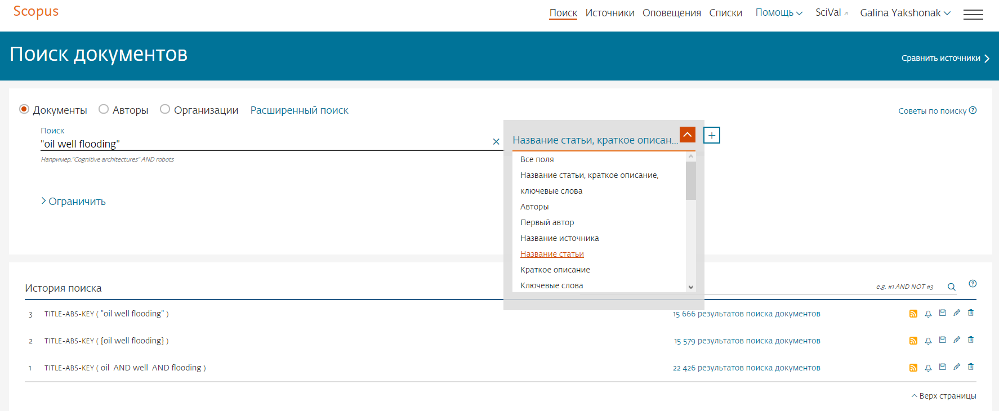 Scopus
Поиск Источники Оповещения Списки Помощь SciVal Galina Yakshonak
Поиск документов
Сравнить источники
Документы Авторы Организации Расширенный поиск
Советы по поиску
Поиск
"oil well flooding"
Например,"Cognitive architectures" AND robots
Название статьи, краткое описан...
Все поля
Название статьи, краткое описание,
ключевые слова
Авторы
Первый автор
Название источника
Название статьи
Краткое описание
Ключевые слова
Ограничить
История поиска
e.g. #1 AND NOT #3
3 TITLE-ABS-KEY ( "oil well flooding" ) 15 666 результатов поиска документов
2 TITLE-ABS-KEY ( {oil well flooding} ) 15 579 результатов поиска документов
1 TITLE-ABS-KEY ( oil AND well AND flooding ) 22 426 результатов поиска документов
Верх страницы